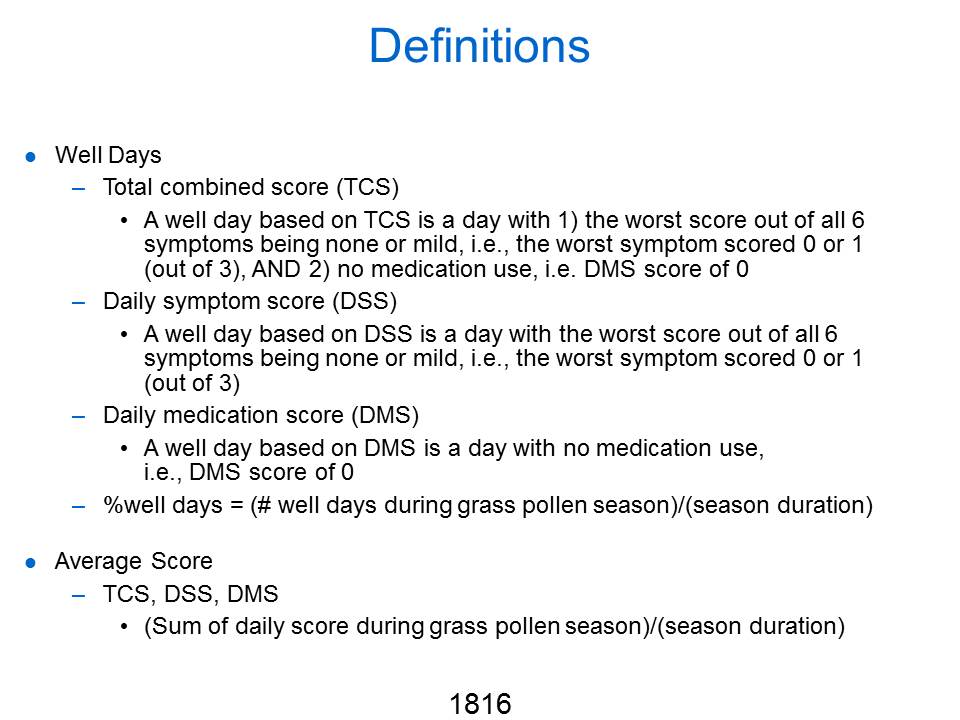 Definitions
● Well Days
– Total combined score (TCS)
• A well day based on TCS is a day with 1) the worst score out of all 6
symptoms being none or mild, i.e., the worst symptom scored 0 or 1
(out of 3), AND 2) no medication use, i.e. DMS score of 0
– Daily symptom score (DSS)
• A well day based on DSS is a day with the worst score out of all 6
symptoms being none or mild, i.e., the worst symptom scored 0 or 1
(out of 3)
– Daily medication score (DMS)
• A well day based on DMS is a day with no medication use,
i.e., DMS score of 0
– %well days = (# well days during grass pollen season)/(season duration)
● Average Score
– TCS, DSS, DMS
• (Sum of daily score during grass pollen season)/(season duration)
1816